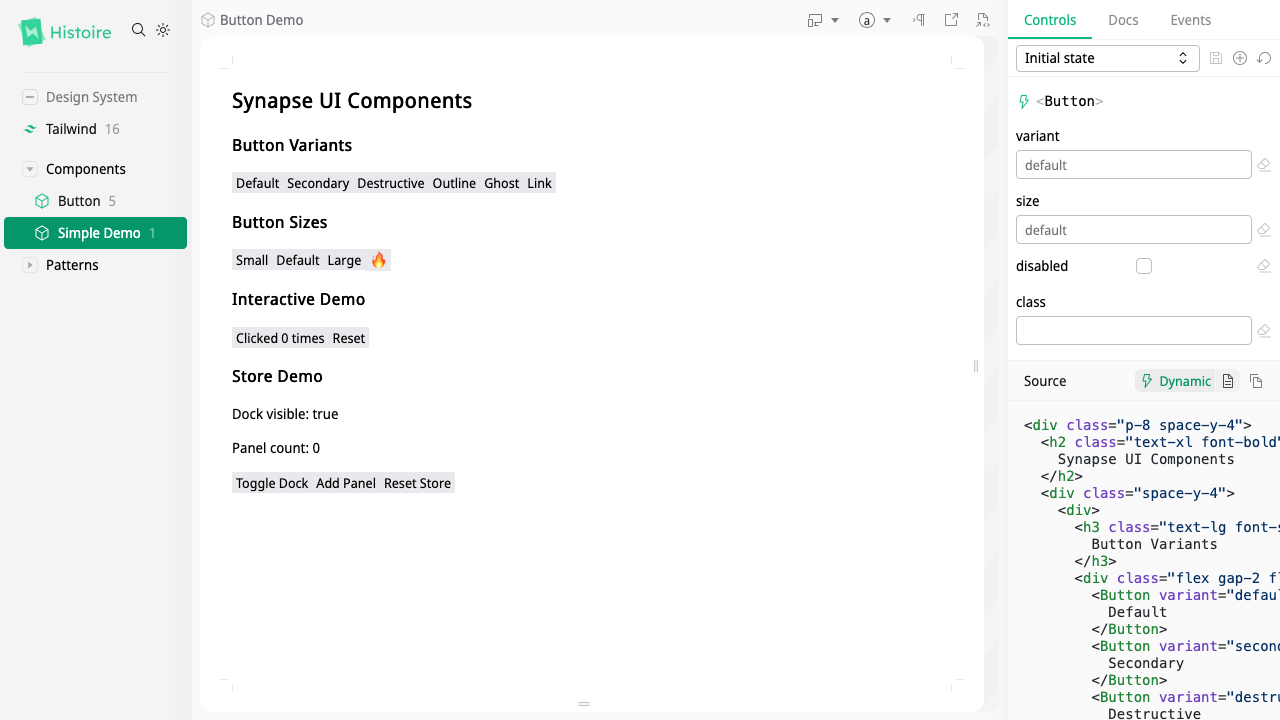 Histoire
Design System
Tailwind 16
Components
Button 5
Simple Demo 1
Patterns
Button Demo
a
Synapse UI Components
Button Variants
Default Secondary Destructive Outline Ghost Link
Button Sizes
Small Default Large 🔥
Interactive Demo
Clicked 0 times Reset
Store Demo
Dock visible: true
Panel count: 0
Toggle Dock Add Panel Reset Store
Controls Docs Events
Initial state
<Button>
variant
default
size
default
disabled
class
Source Dynamic
<div class="p-8 space-y-4">
<h2 class="text-xl font-bold"
Synapse UI Components
</h2>
<div class="space-y-4">
<div>
<h3 class="text-lg font-s
Button Variants
</h3>
<div class="flex gap-2 fl
<Button variant="defau
Default
</Button>
<Button variant="second
Secondary
</Button>
<Button variant="destru
Destructive